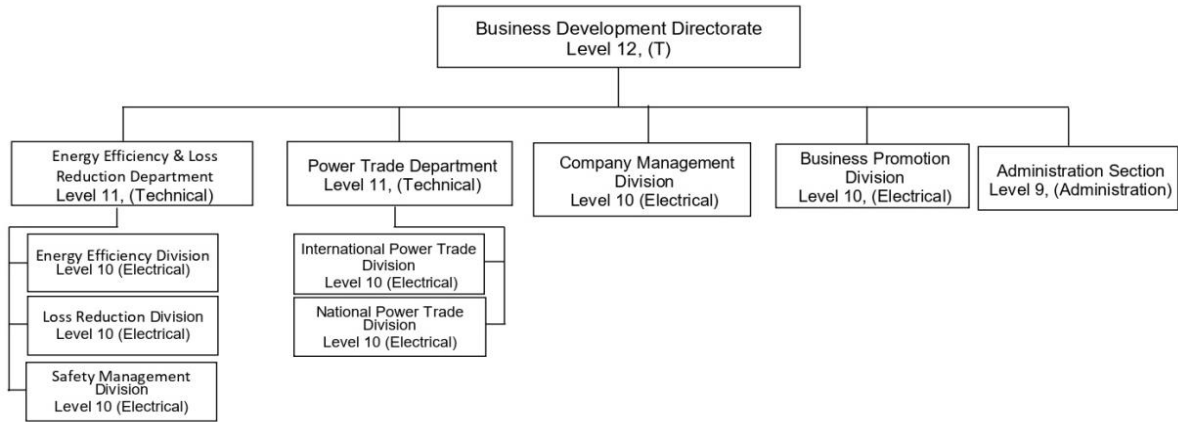 Business Development Directorate
Level 12, (T)
Energy Efficiency & Loss
Reduction Department
Level 11, (Technical)
Power Trade Department
Level 11, (Technical)
Company Management
Division
Level 10 (Electrical)
Business Promotion
Division
Level 10, (Electrical)
Administration Section
Level 9, (Administration)
Energy Efficiency Division
Level 10 (Electrical)
Loss Reduction Division
Level 10 (Electrical)
Safety Management
Division
Level 10 (Electrical)
International Power Trade
Division
Level 10 (Electrical)
National Power Trade
Division
Level 10 (Electrical)